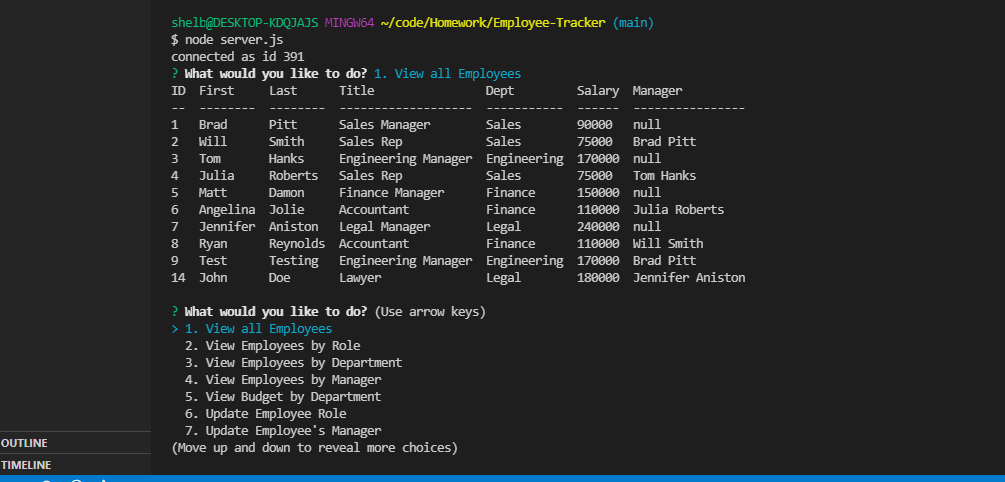 shelb@DESKTOP-KDQJAJS MINGW64 ~/code/Homework/Employee-Tracker (main)
$ node server.js
connected as id 391
? What would you like to do? 1. View all Employees
ID  First     Last      Title                Dept         Salary  Manager
--  --------  --------  -------------------  -----------  ------  ----------------
1   Brad      Pitt      Sales Manager        Sales        90000   null
2   Will      Smith     Sales Rep            Sales        75000   Brad Pitt
3   Tom       Hanks     Engineering Manager  Engineering  170000  null
4   Julia     Roberts   Sales Rep            Sales        75000   Tom Hanks
5   Matt      Damon     Finance Manager      Finance      150000  null
6   Angelina  Jolie     Accountant           Finance      110000  Julia Roberts
7   Jennifer  Aniston   Legal Manager        Legal        240000  null
8   Ryan      Reynolds  Accountant           Finance      110000  Will Smith
9   Test      Testing   Engineering Manager  Engineering  170000  Brad Pitt
14  John      Doe       Lawyer               Legal        180000  Jennifer Aniston
? What would you like to do? (Use arrow keys)
> 1. View all Employees
  2. View Employees by Role
  3. View Employees by Department
  4. View Employees by Manager
  5. View Budget by Department
  6. Update Employee Role
  7. Update Employee's Manager
(Move up and down to reveal more choices)
OUTLINE
TIMELINE